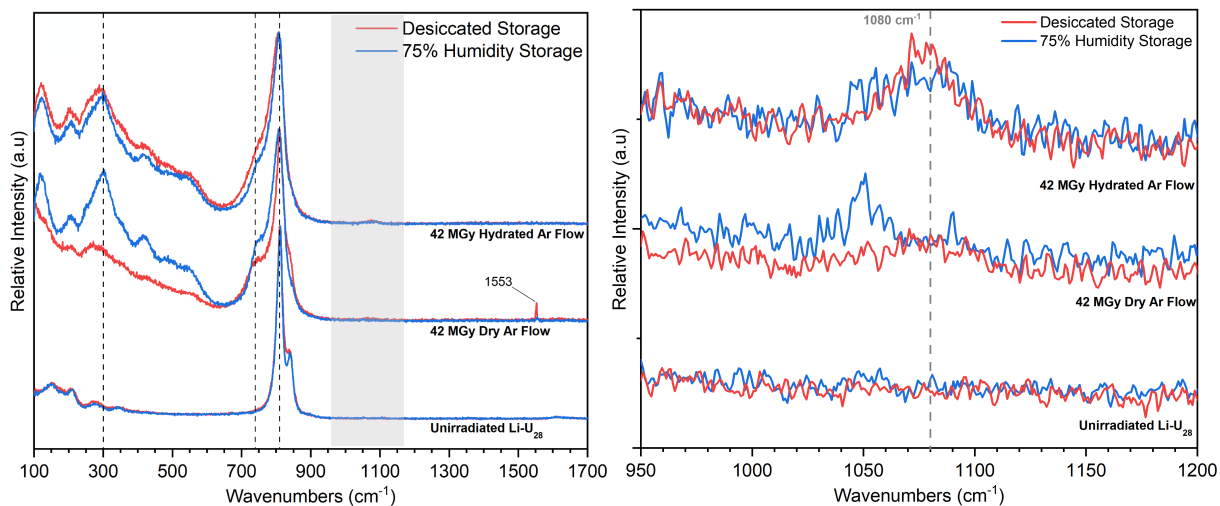 Desiccated Storage
75% Humidity Storage
42 MGy Hydrated Ar Flow
1553
42 MGy Dry Ar Flow
Unirradiated Li-U₂₈
Relative Intensity (a.u)
100 300 500 700 900 1100 1300 1500 1700
Wavenumbers (cm⁻¹)
1080 cm⁻¹
Desiccated Storage
75% Humidity Storage
42 MGy Hydrated Ar Flow
42 MGy Dry Ar Flow
Unirradiated Li-U₂₈
Relative Intensity (a.u)
950 1000 1050 1100 1150 1200
Wavenumbers (cm⁻¹)